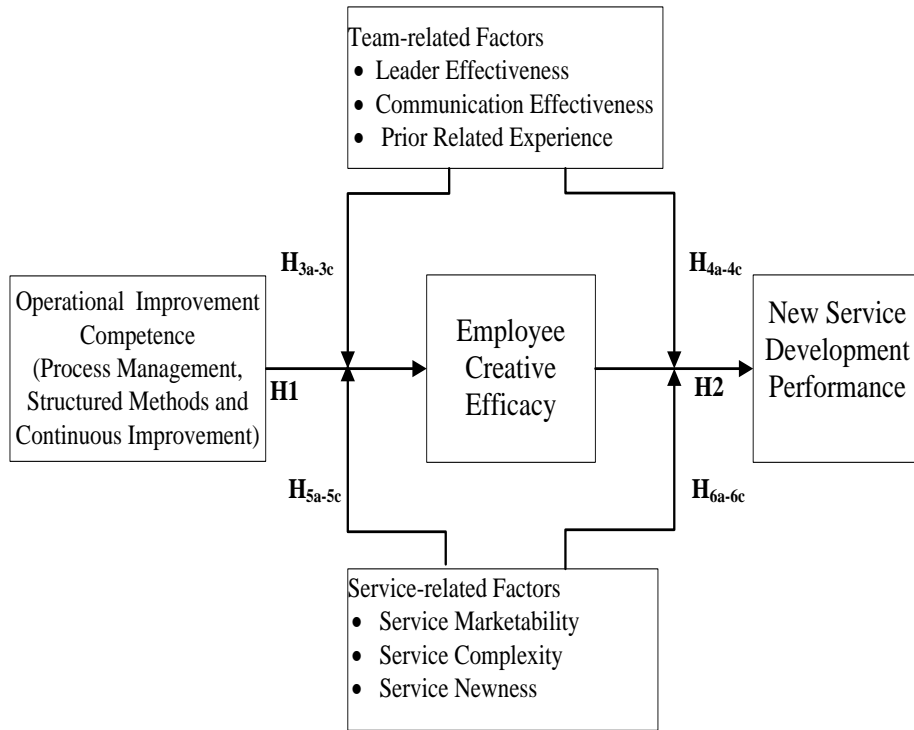 Team-related Factors
• Leader Effectiveness
• Communication Effectiveness
• Prior Related Experience
H3a-3c
H4a-4c
Operational Improvement
Competence
(Process Management,
Structured Methods and
Continuous Improvement)
H1
Employee
Creative
Efficacy
H2
New Service
Development
Performance
H5a-5c
H6a-6c
Service-related Factors
• Service Marketability
• Service Complexity
• Service Newness